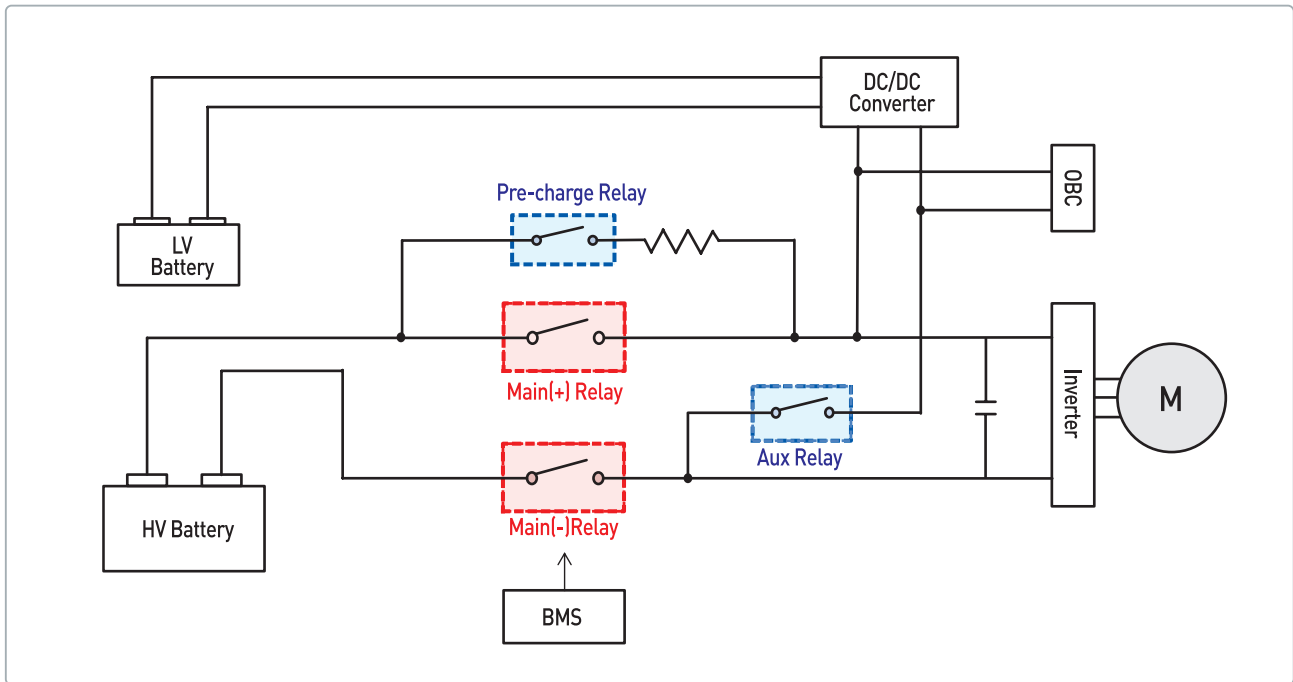 DC/DC
Converter
OBC
Pre-charge Relay
LV
Battery
Main(+) Relay
Inverter
M
Aux Relay
HV Battery
Main(-)Relay
BMS